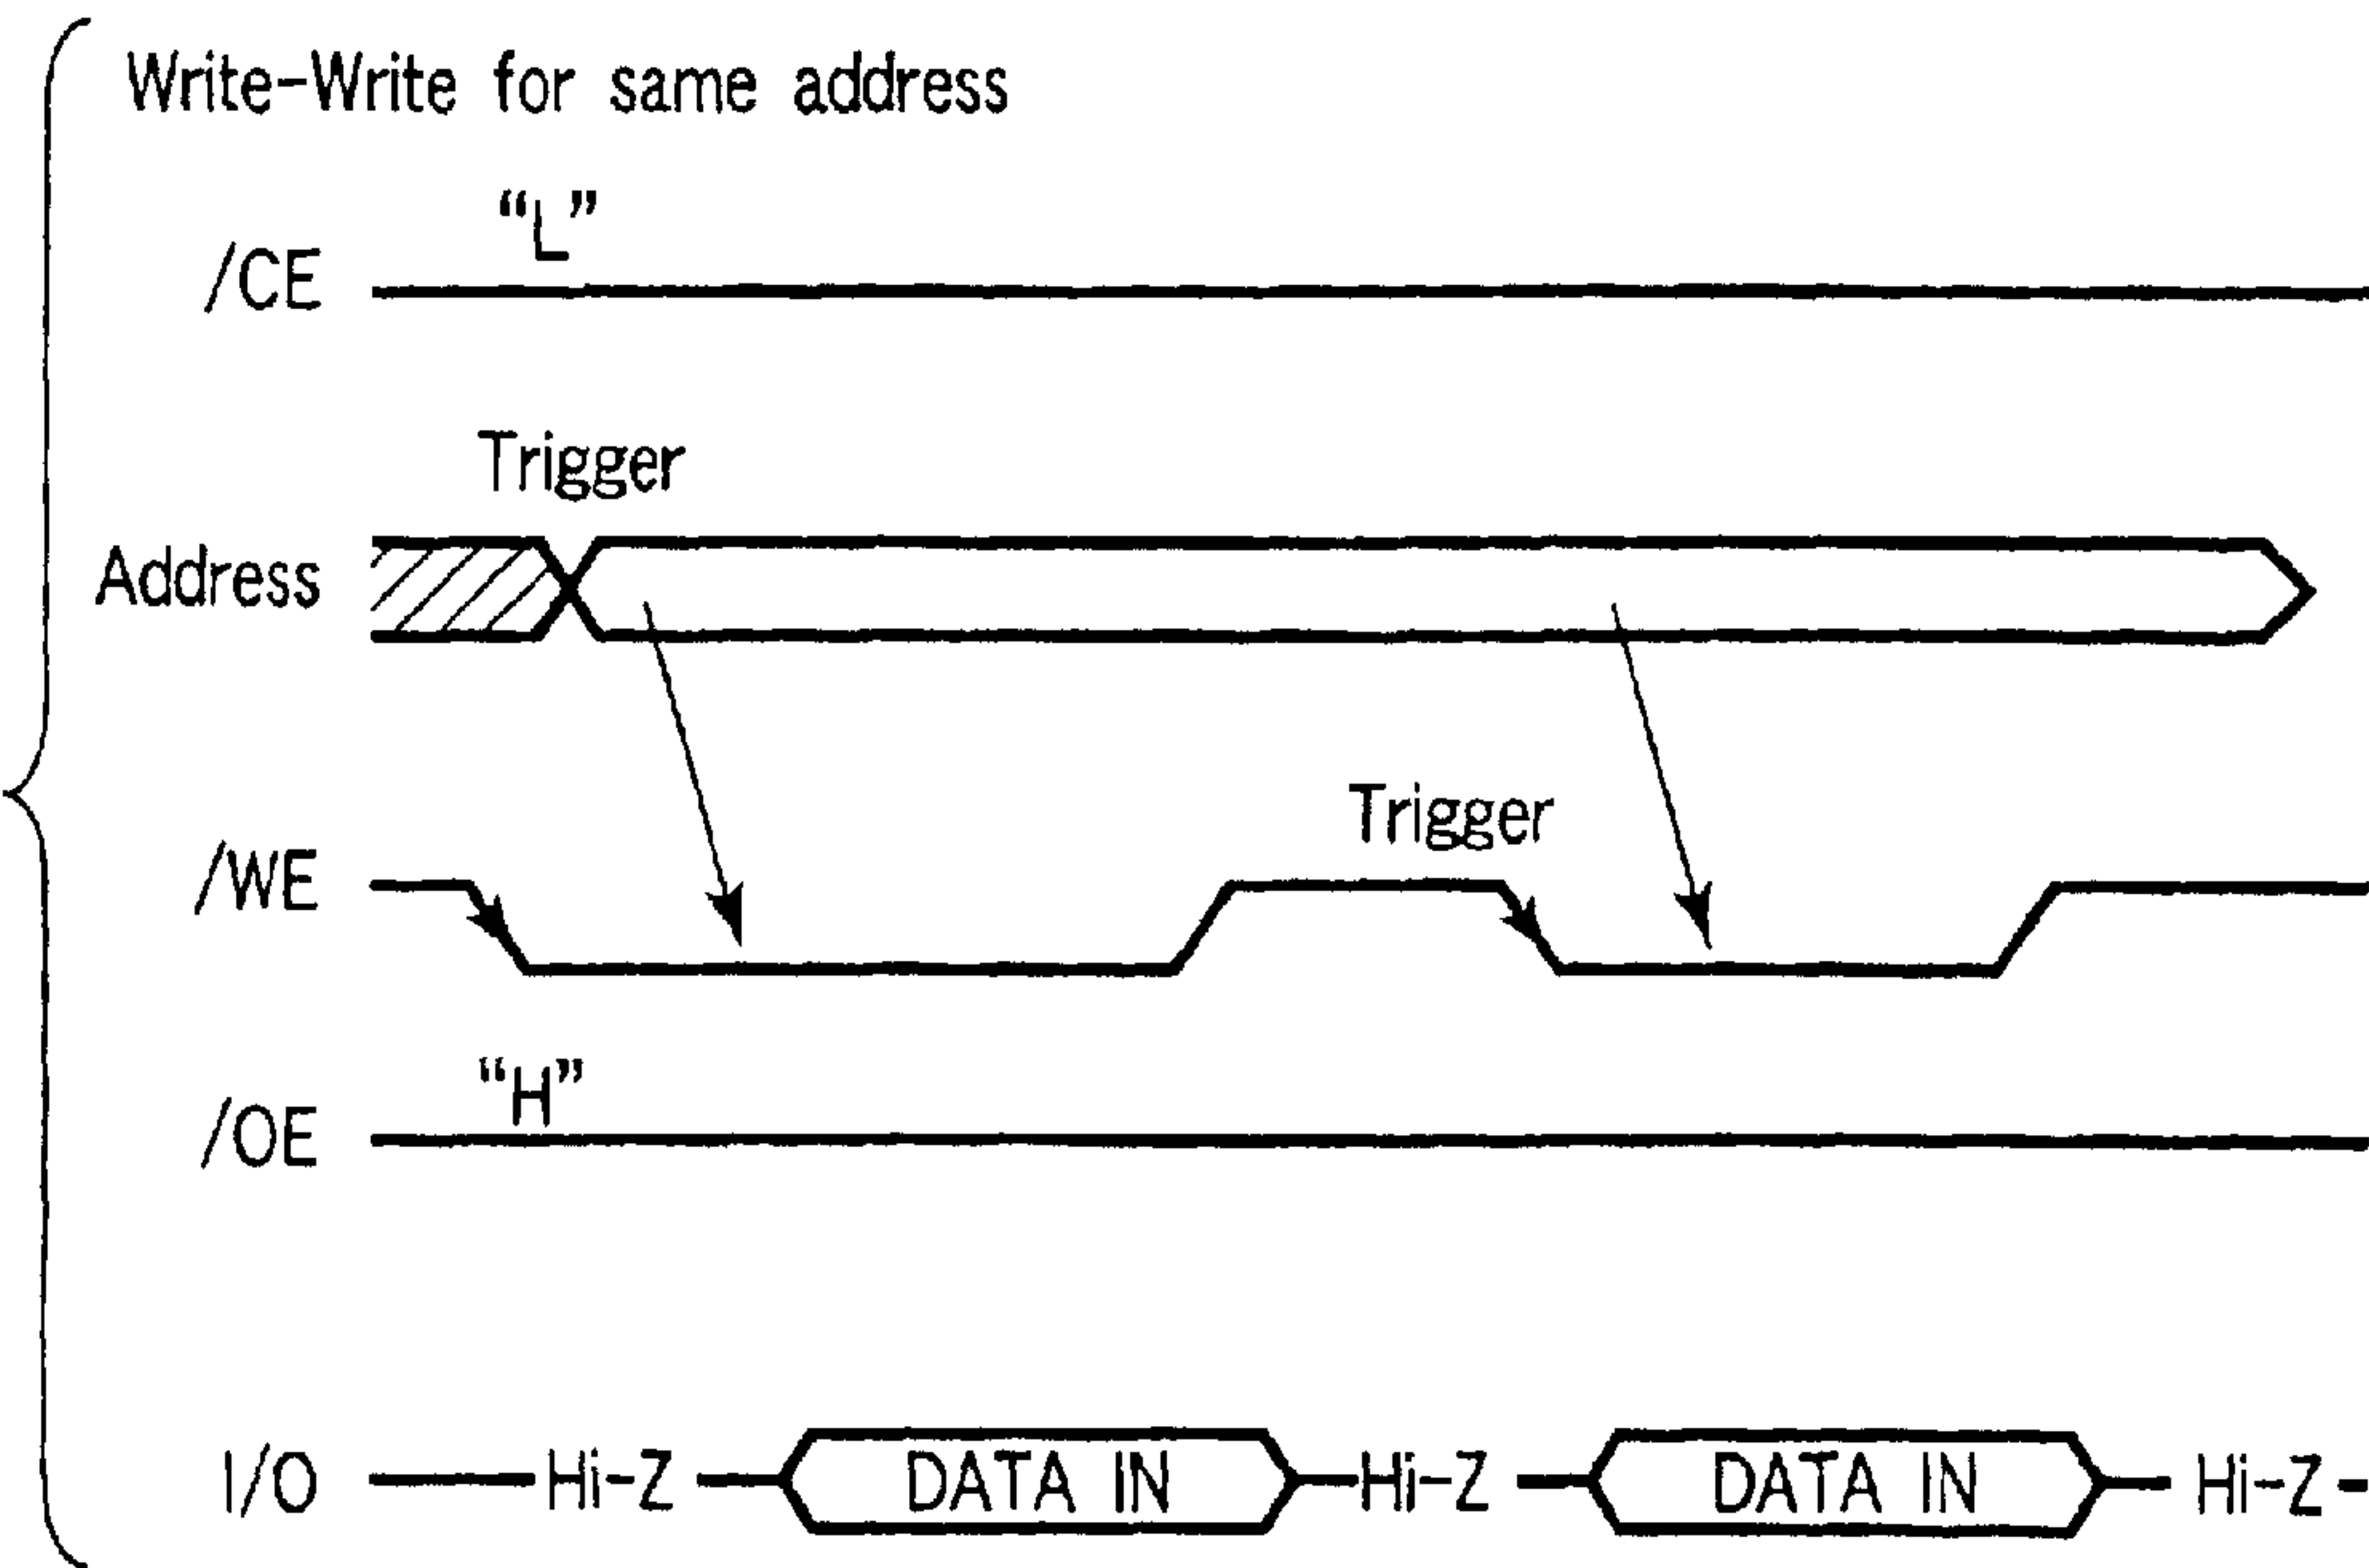 Write-Write for same address
“L”
/CE
Trigger
Address
Trigger
/WE
“H”
/OE
I/O Hi-Z DATA IN Hi-Z DATA IN Hi-Z